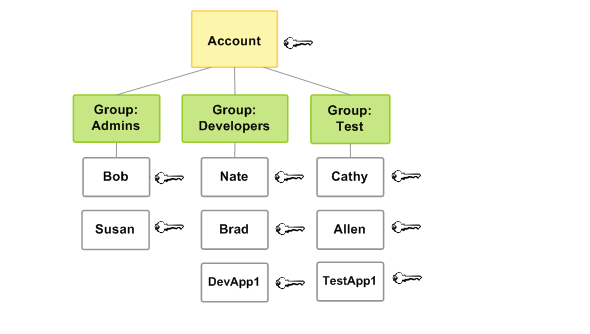 Account
Group:
Admins
Group:
Developers
Group:
Test
Bob
Nate
Cathy
Susan
Brad
Allen
DevApp1
TestApp1